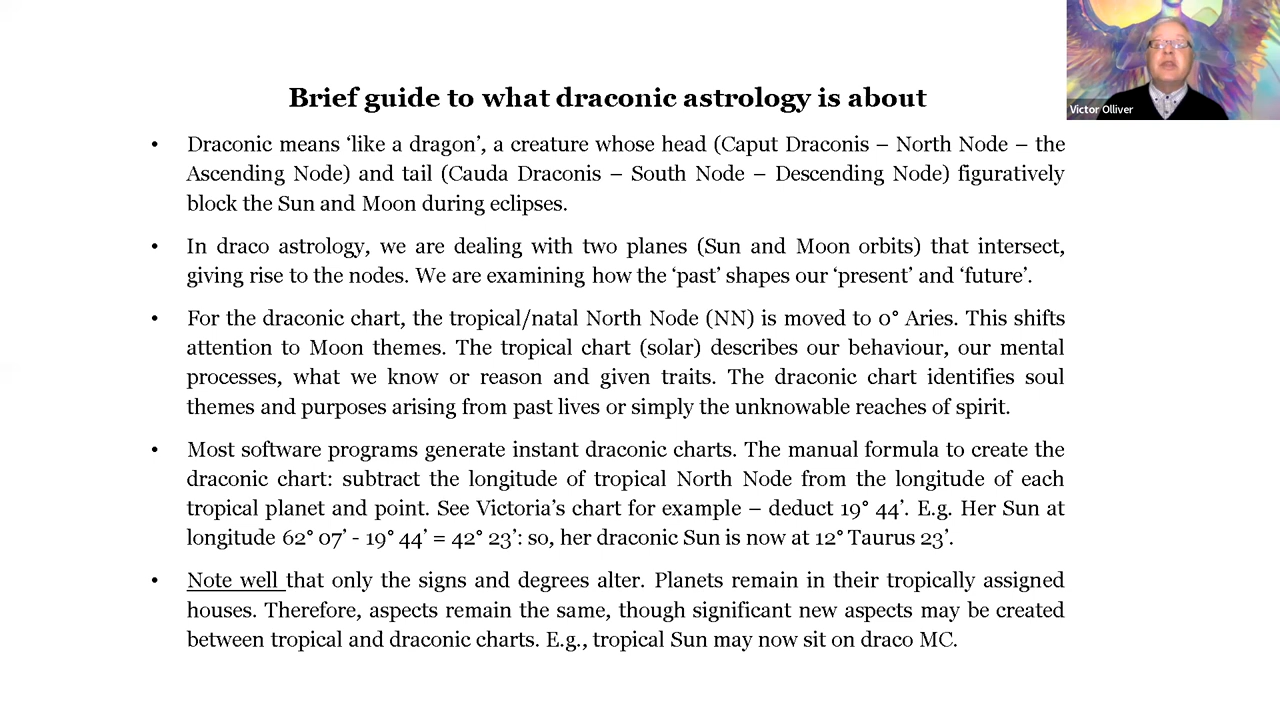 Brief guide to what draconic astrology is about
Victor Olliver
• Draconic means ‘like a dragon’, a creature whose head (Caput Draconis – North Node – the
Ascending Node) and tail (Cauda Draconis – South Node – Descending Node) figuratively
block the Sun and Moon during eclipses.
• In draco astrology, we are dealing with two planes (Sun and Moon orbits) that intersect,
giving rise to the nodes. We are examining how the ‘past’ shapes our ‘present’ and ‘future’.
• For the draconic chart, the tropical/natal North Node (NN) is moved to 0° Aries. This shifts
attention to Moon themes. The tropical chart (solar) describes our behaviour, our mental
processes, what we know or reason and given traits. The draconic chart identifies soul
themes and purposes arising from past lives or simply the unknowable reaches of spirit.
• Most software programs generate instant draconic charts. The manual formula to create the
draconic chart: subtract the longitude of tropical North Node from the longitude of each
tropical planet and point. See Victoria’s chart for example – deduct 19° 44’. E.g. Her Sun at
longitude 62° 07’ - 19° 44’ = 42° 23’: so, her draconic Sun is now at 12° Taurus 23’.
• Note well that only the signs and degrees alter. Planets remain in their tropically assigned
houses. Therefore, aspects remain the same, though significant new aspects may be created
between tropical and draconic charts. E.g., tropical Sun may now sit on draco MC.